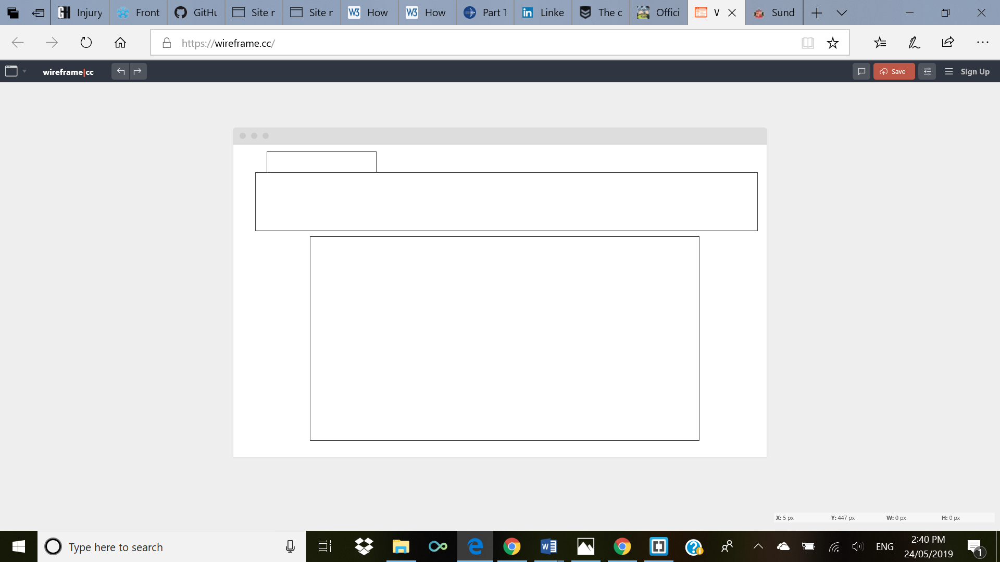 Injury
Front
GitHu
Site r
Site r
How
How
Part T
Linke
The c
Offici
Sund
https://wireframe.cc/
wireframe|cc
Save
Sign Up
X: 5 px Y: 447 px W: 0 px H: 0 px
Type here to search
ENG
2:40 PM
24/05/2019
1